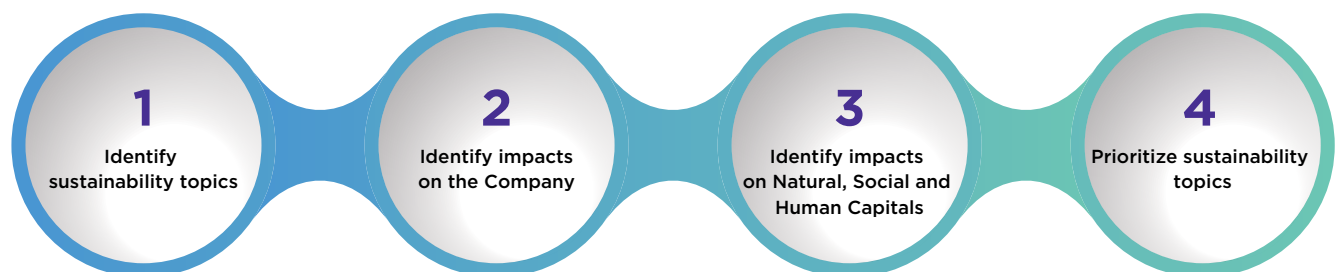 1
Identify
sustainability topics
2
Identify impacts
on the Company
3
Identify impacts
on Natural, Social and
Human Capitals
4
Prioritize sustainability
topics